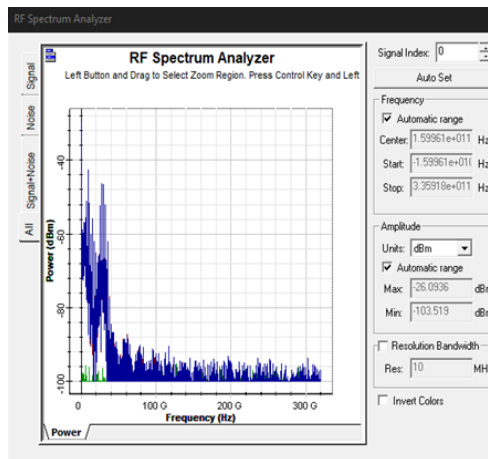 RF Spectrum Analyzer
RF Spectrum Analyzer
Left Button and Drag to Select Zoom Region. Press Control Key and Left
Signal
Noise
Signal+Noise
All
Power (dBm)
-40
-60
-80
-100
0
100 G
200 G
300 G
Frequency (Hz)
Power
Signal Index: 0
Auto Set
Frequency
Automatic range
Center: 1.59961e+011 Hz
Start: -1.59961e+01( Hz
Stop: 3.35918e+011 Hz
Amplitude
Units: dBm
Automatic range
Max: -26.0936 dBr
Min: -103.519 dBr
Resolution Bandwidth
Res: 10 MH
Invert Colors